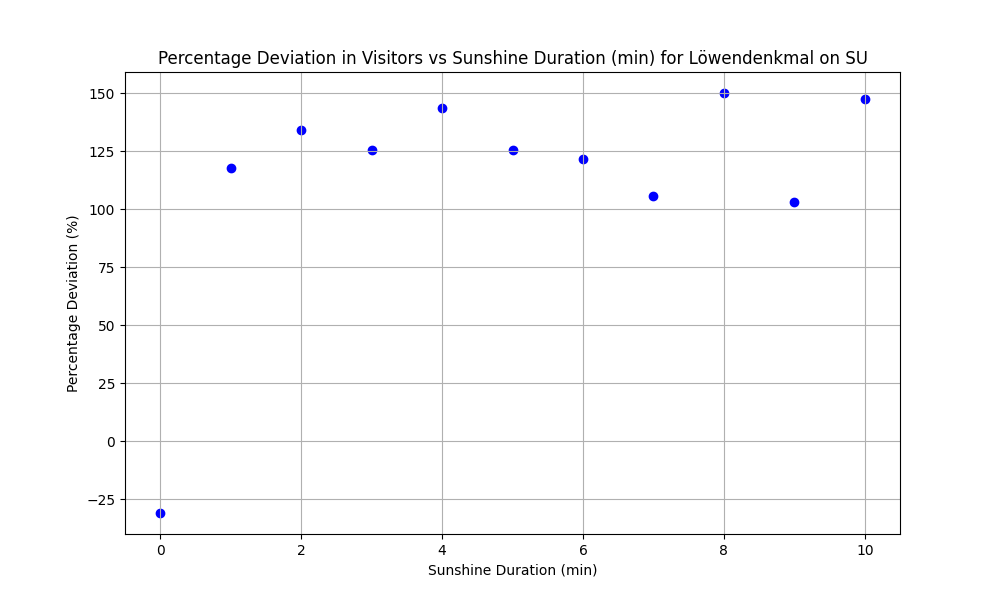 Percentage Deviation in Visitors vs Sunshine Duration (min) for Löwendenkmal on SU
150
125
100
75
50
25
0
−25
Percentage Deviation (%)
0 2 4 6 8 10
Sunshine Duration (min)